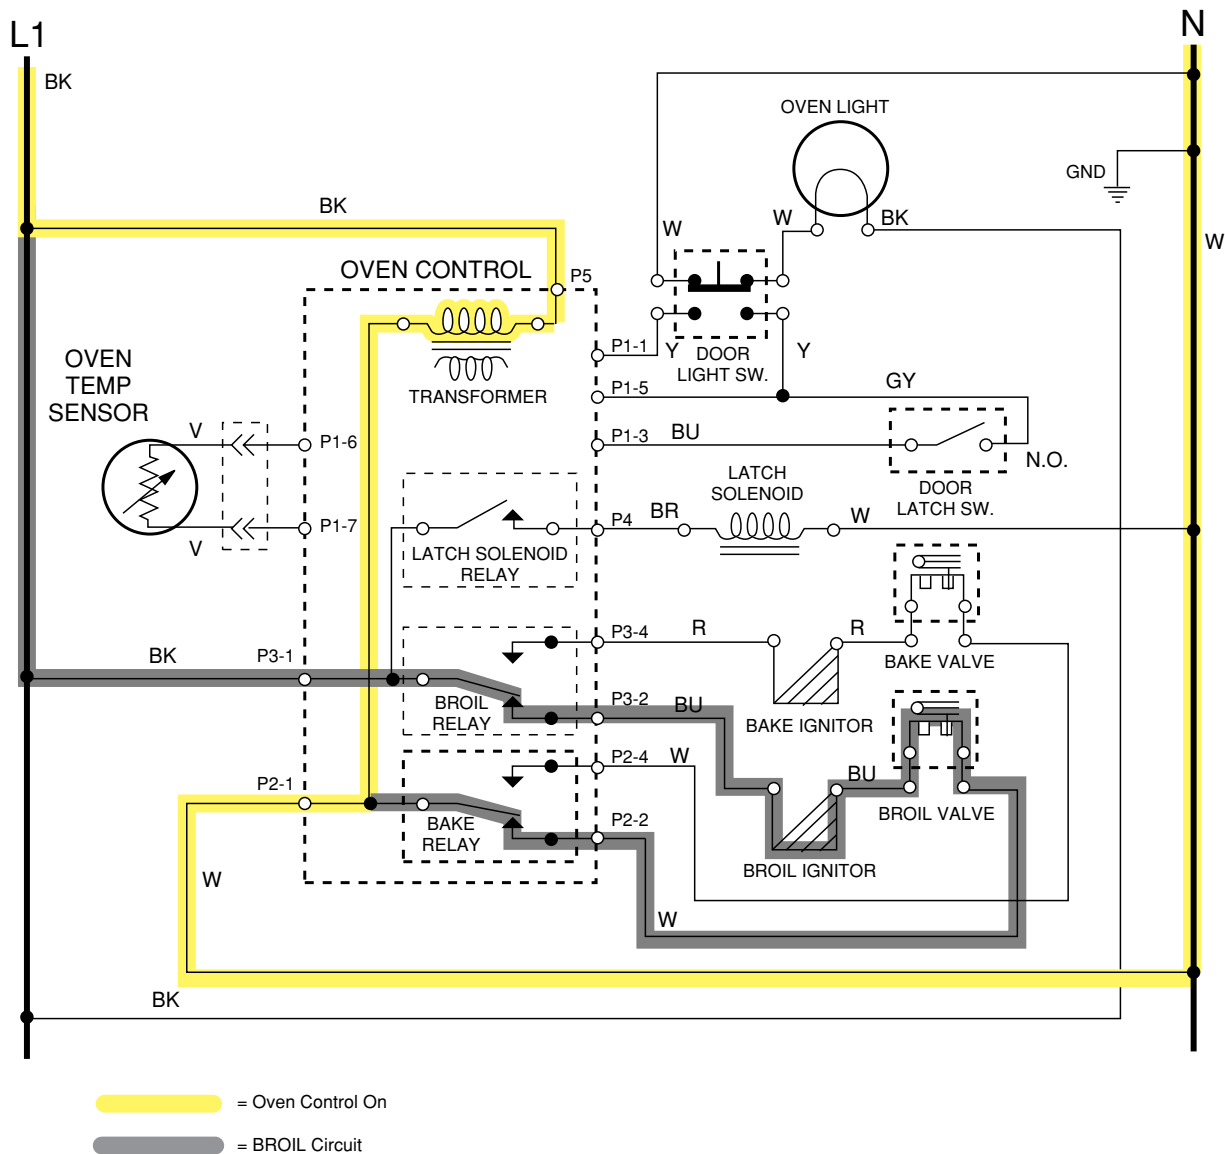 L1
N
BK
OVEN LIGHT
GND
BK
W
W
BK
W
OVEN CONTROL
P5
OVEN
TEMP
SENSOR
TRANSFORMER
P1-1
Y
DOOR
LIGHT SW.
Y
P1-5
GY
V
P1-6
P1-3
BU
N.O.
LATCH
SOLENOID
DOOR
LATCH SW.
P1-7
V
P4
BR
W
LATCH SOLENOID
RELAY
BK
P3-1
P3-4
R
R
BAKE VALVE
BROIL
RELAY
P3-2
BU
BAKE IGNITOR
P2-4
W
P2-1
BU
BROIL VALVE
BAKE
RELAY
P2-2
BROIL IGNITOR
W
W
BK
= Oven Control On
= BROIL Circuit